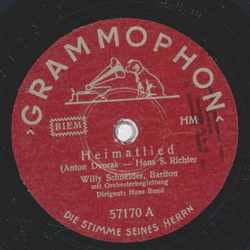 GRAMMOPHON
BIEM
HM
Heimatlied
(Anton Dvorak — Hans S. Richter
Willy Schneider, Bariton
mit Orchesterbegleitung
Dirigent: Hans Bund
57170 A
DIE STIMME SEINES HERRN